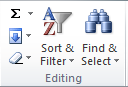 Σ
A
Z
Sort & Find &
Filter Select
Editing